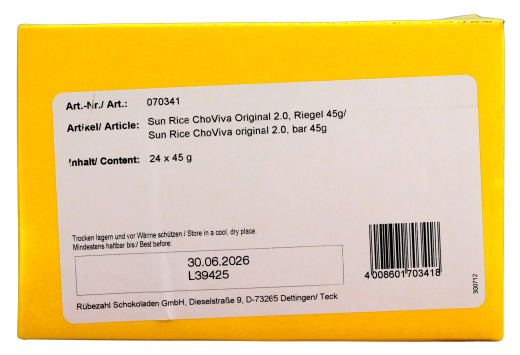 Art.-Nr./ Art.: 070341
Artikel/ Article: Sun Rice ChoViva Original 2.0, Riegel 45g/
Sun Rice ChoViva original 2.0, bar 45g
Inhalt/ Content: 24 x 45 g
Trocken lagern und vor Wärme schützen / Store in a cool, dry place.
Mindestens haltbar bis / Best before:
30.06.2026
L39425
4 008601 703418
300712
Rübezahl Schokoladen GmbH, Dieselstraße 9, D-73265 Dettingen/ Teck